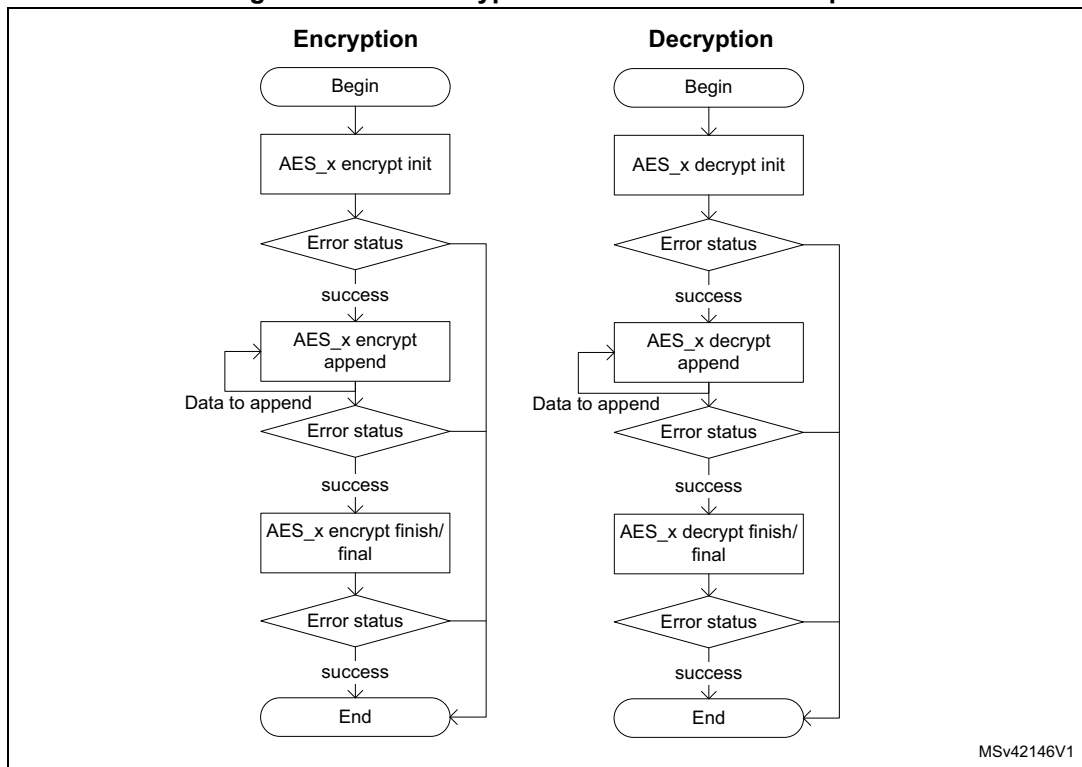 Encryption
Begin
AES_x encrypt init
Error status
success
AES_x encrypt
append
Data to append
Error status
success
AES_x encrypt finish/
final
Error status
success
End
Decryption
Begin
AES_x decrypt init
Error status
success
AES_x decrypt
append
Data to append
Error status
success
AES_x decrypt finish/
final
Error status
success
End
MSv42146V1